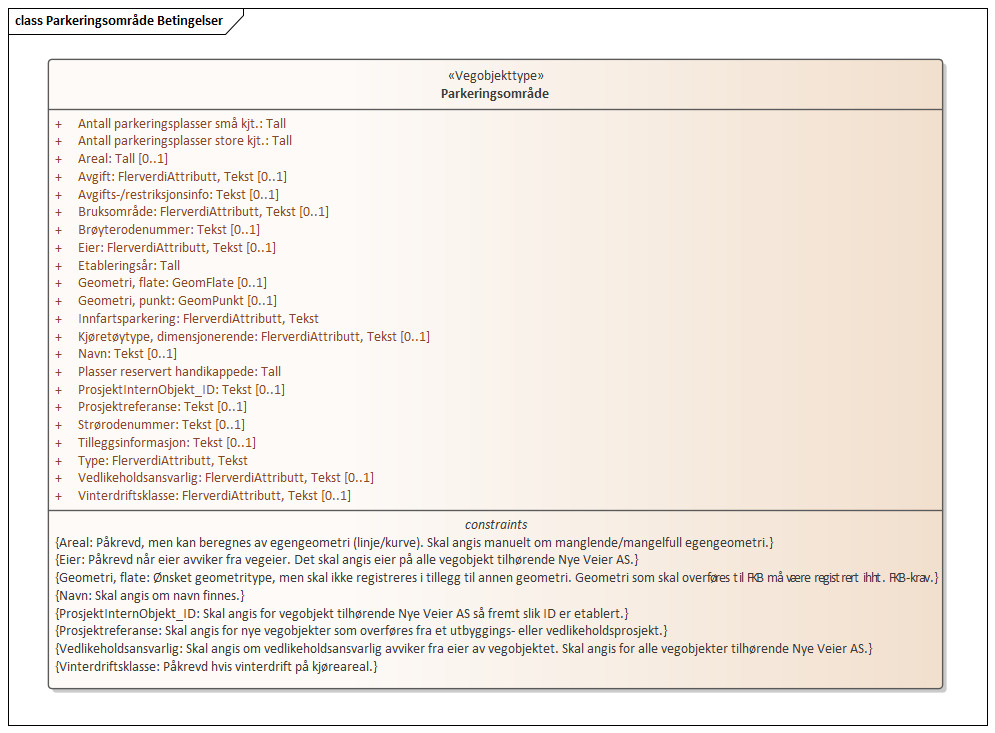 class Parkeringsområde Betingelser
«Vegobjekttype»
Parkeringsområde
+ Antall parkeringsplasser små kjt.: Tall
+ Antall parkeringsplasser store kjt.: Tall
+ Areal: Tall [0..1]
+ Avgift: FlerverdiAttributt, Tekst [0..1]
+ Avgifts-/restriksjonsinfo: Tekst [0..1]
+ Bruksområde: FlerverdiAttributt, Tekst [0..1]
+ Brøyterodenummer: Tekst [0..1]
+ Eier: FlerverdiAttributt, Tekst [0..1]
+ Etableringsår: Tall
+ Geometri, flate: GeomFlate [0..1]
+ Geometri, punkt: GeomPunkt [0..1]
+ Innfartsparkering: FlerverdiAttributt, Tekst
+ Kjøretøytype, dimensjonerende: FlerverdiAttributt, Tekst [0..1]
+ Navn: Tekst [0..1]
+ Plasser reservert handikappede: Tall
+ ProsjektInternObjekt_ID: Tekst [0..1]
+ Prosjektreferanse: Tekst [0..1]
+ Strørodenummer: Tekst [0..1]
+ Tilleggsinformasjon: Tekst [0..1]
+ Type: FlerverdiAttributt, Tekst
+ Vedlikeholdsansvarlig: FlerverdiAttributt, Tekst [0..1]
+ Vinterdriftsklasse: FlerverdiAttributt, Tekst [0..1]
constraints
{Areal: Påkrevd, men kan beregnes av egengeometri (linje/kurve). Skal angis manuelt om manglende/mangelfull egengeometri.}
{Eier: Påkrevd når eier avviker fra vegeier. Det skal angis eier på alle vegobjekt tilhørende Nye Veier AS.}
{Geometri, flate: Ønsket geometritype, men skal ikke registreres i tillegg til annen geometri. Geometri som skal overføres til FKB må være registrert ihht. FKB-krav.}
{Navn: Skal angis om navn finnes.}
{ProsjektInternObjekt_ID: Skal angis for vegobjekt tilhørende Nye Veier AS så fremt slik ID er etablert.}
{Prosjektreferanse: Skal angis for nye vegobjekter som overføres fra et utbyggings- eller vedlikeholdsprosjekt.}
{Vedlikeholdsansvarlig: Skal angis om vedlikeholdsansvarlig avviker fra eier av vegobjektet. Skal angis for alle vegobjekter tilhørende Nye Veier AS.}
{Vinterdriftsklasse: Påkrevd hvis vinterdrift på kjøreareal.}